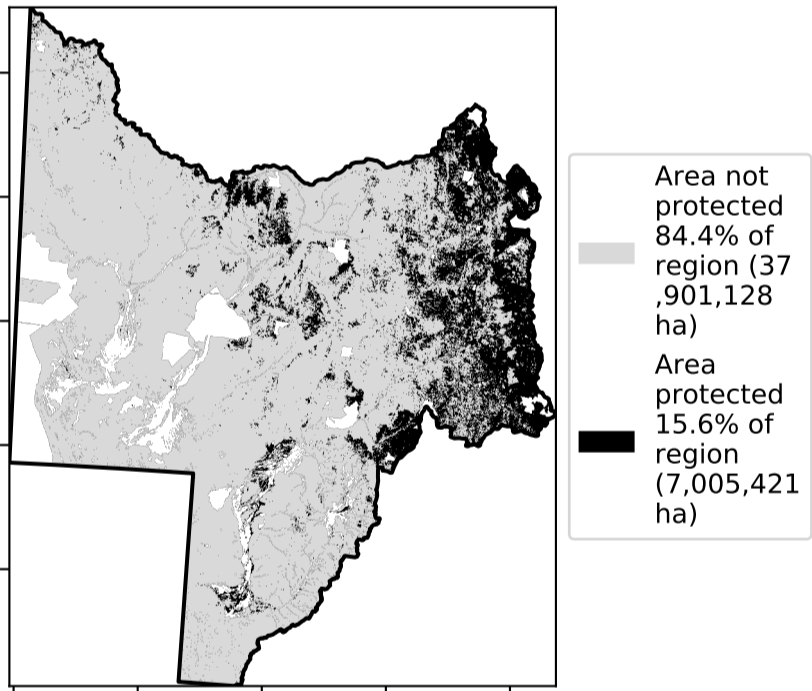 Area not
protected
84.4% of
region (37
,901,128
ha)
Area
protected
15.6% of
region
(7,005,421
ha)